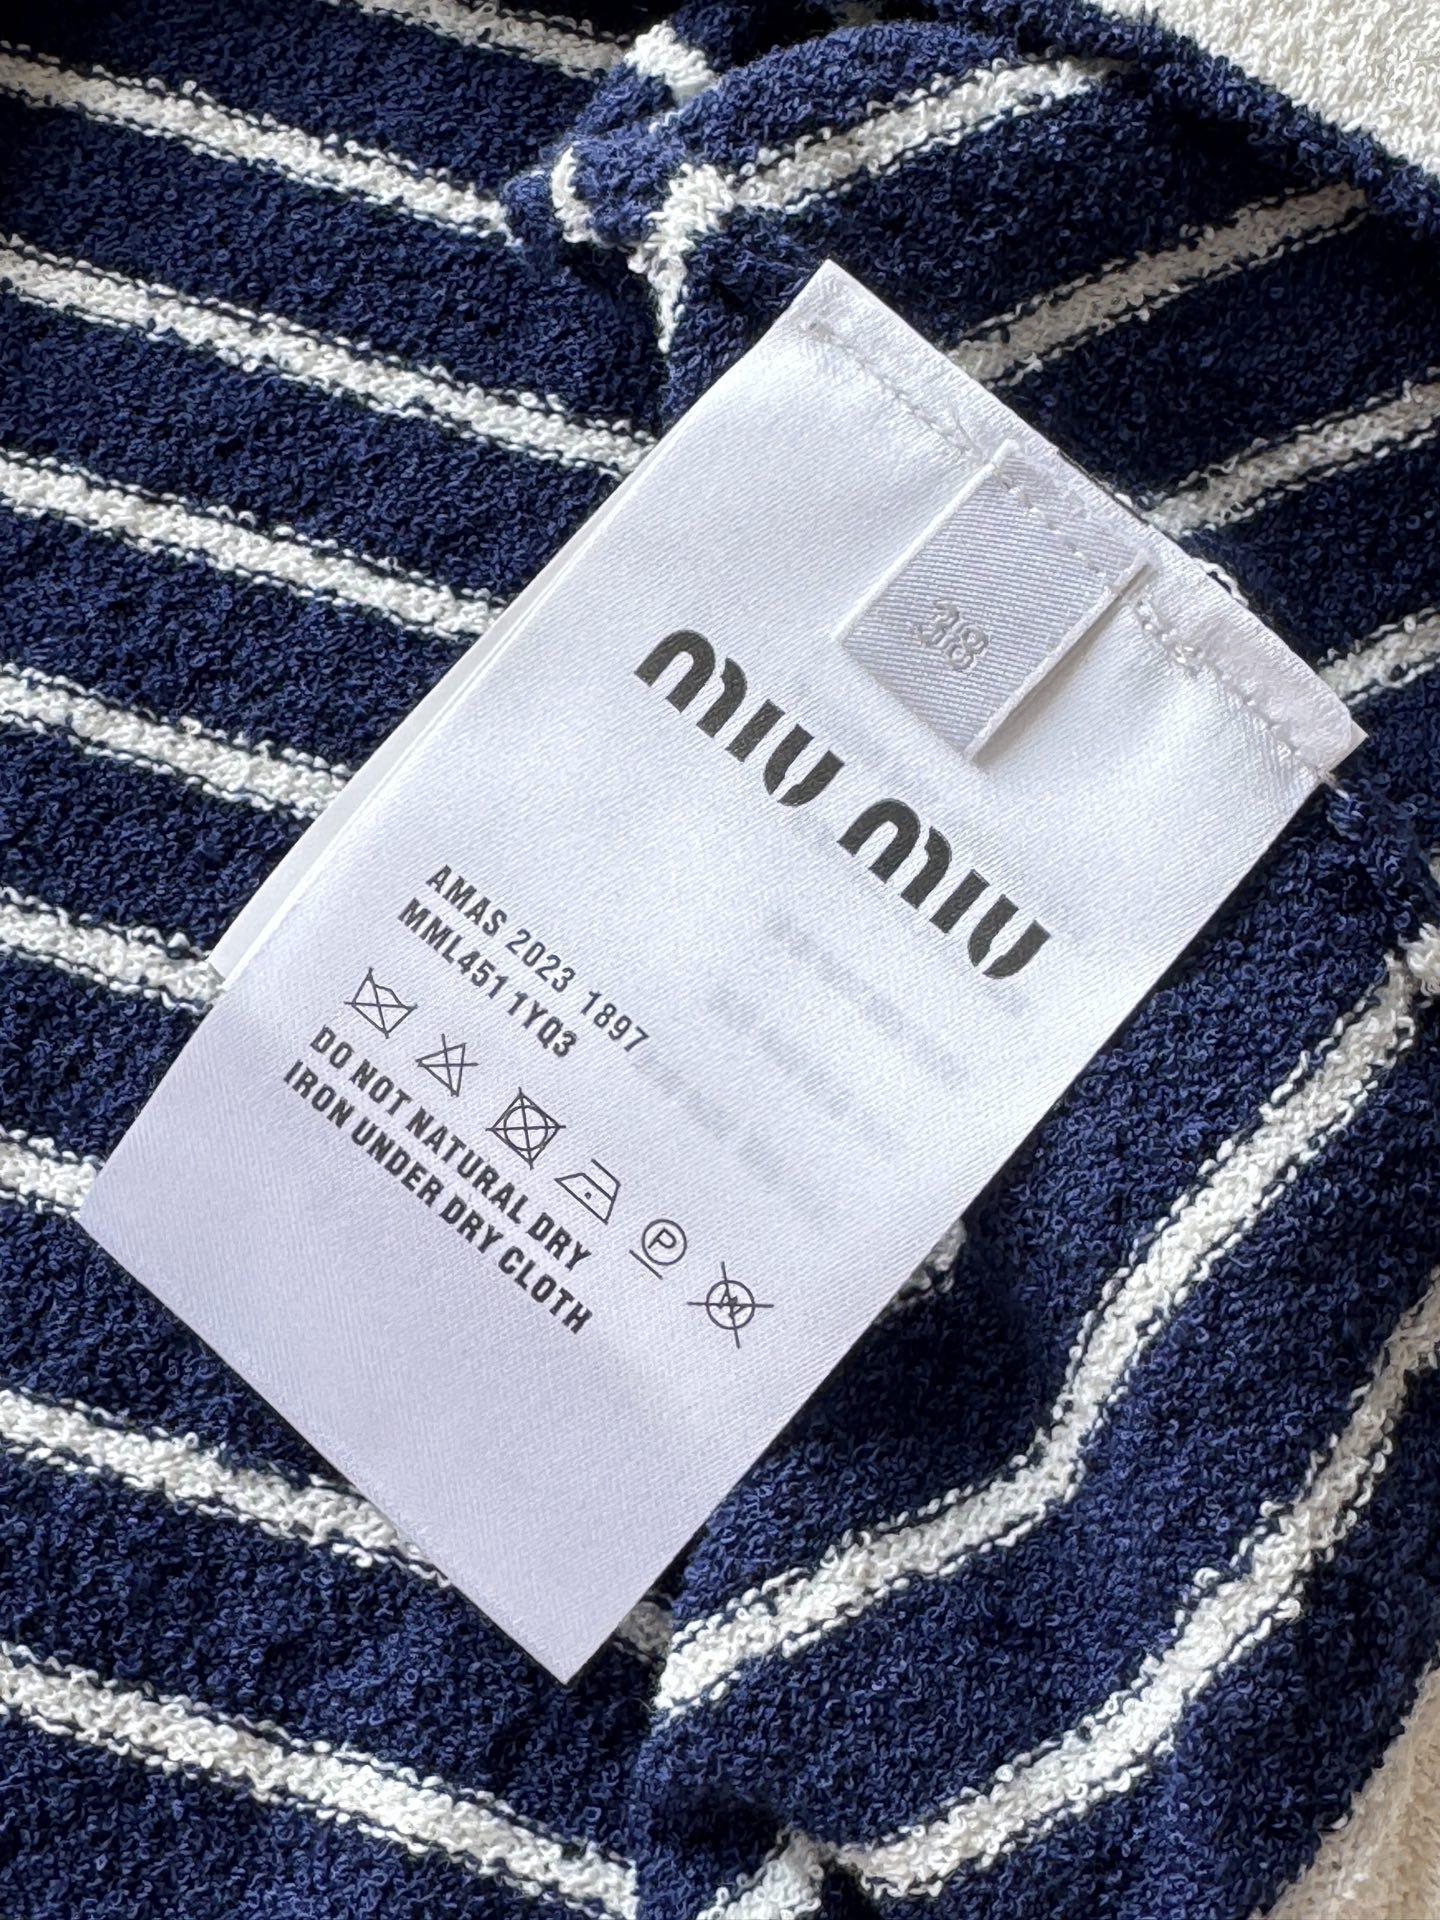 38
MIU MIU
AMAS 2023 1897
MML451 1YQ3
P
W
DO NOT NATURAL DRY
IRON UNDER DRY CLOTH